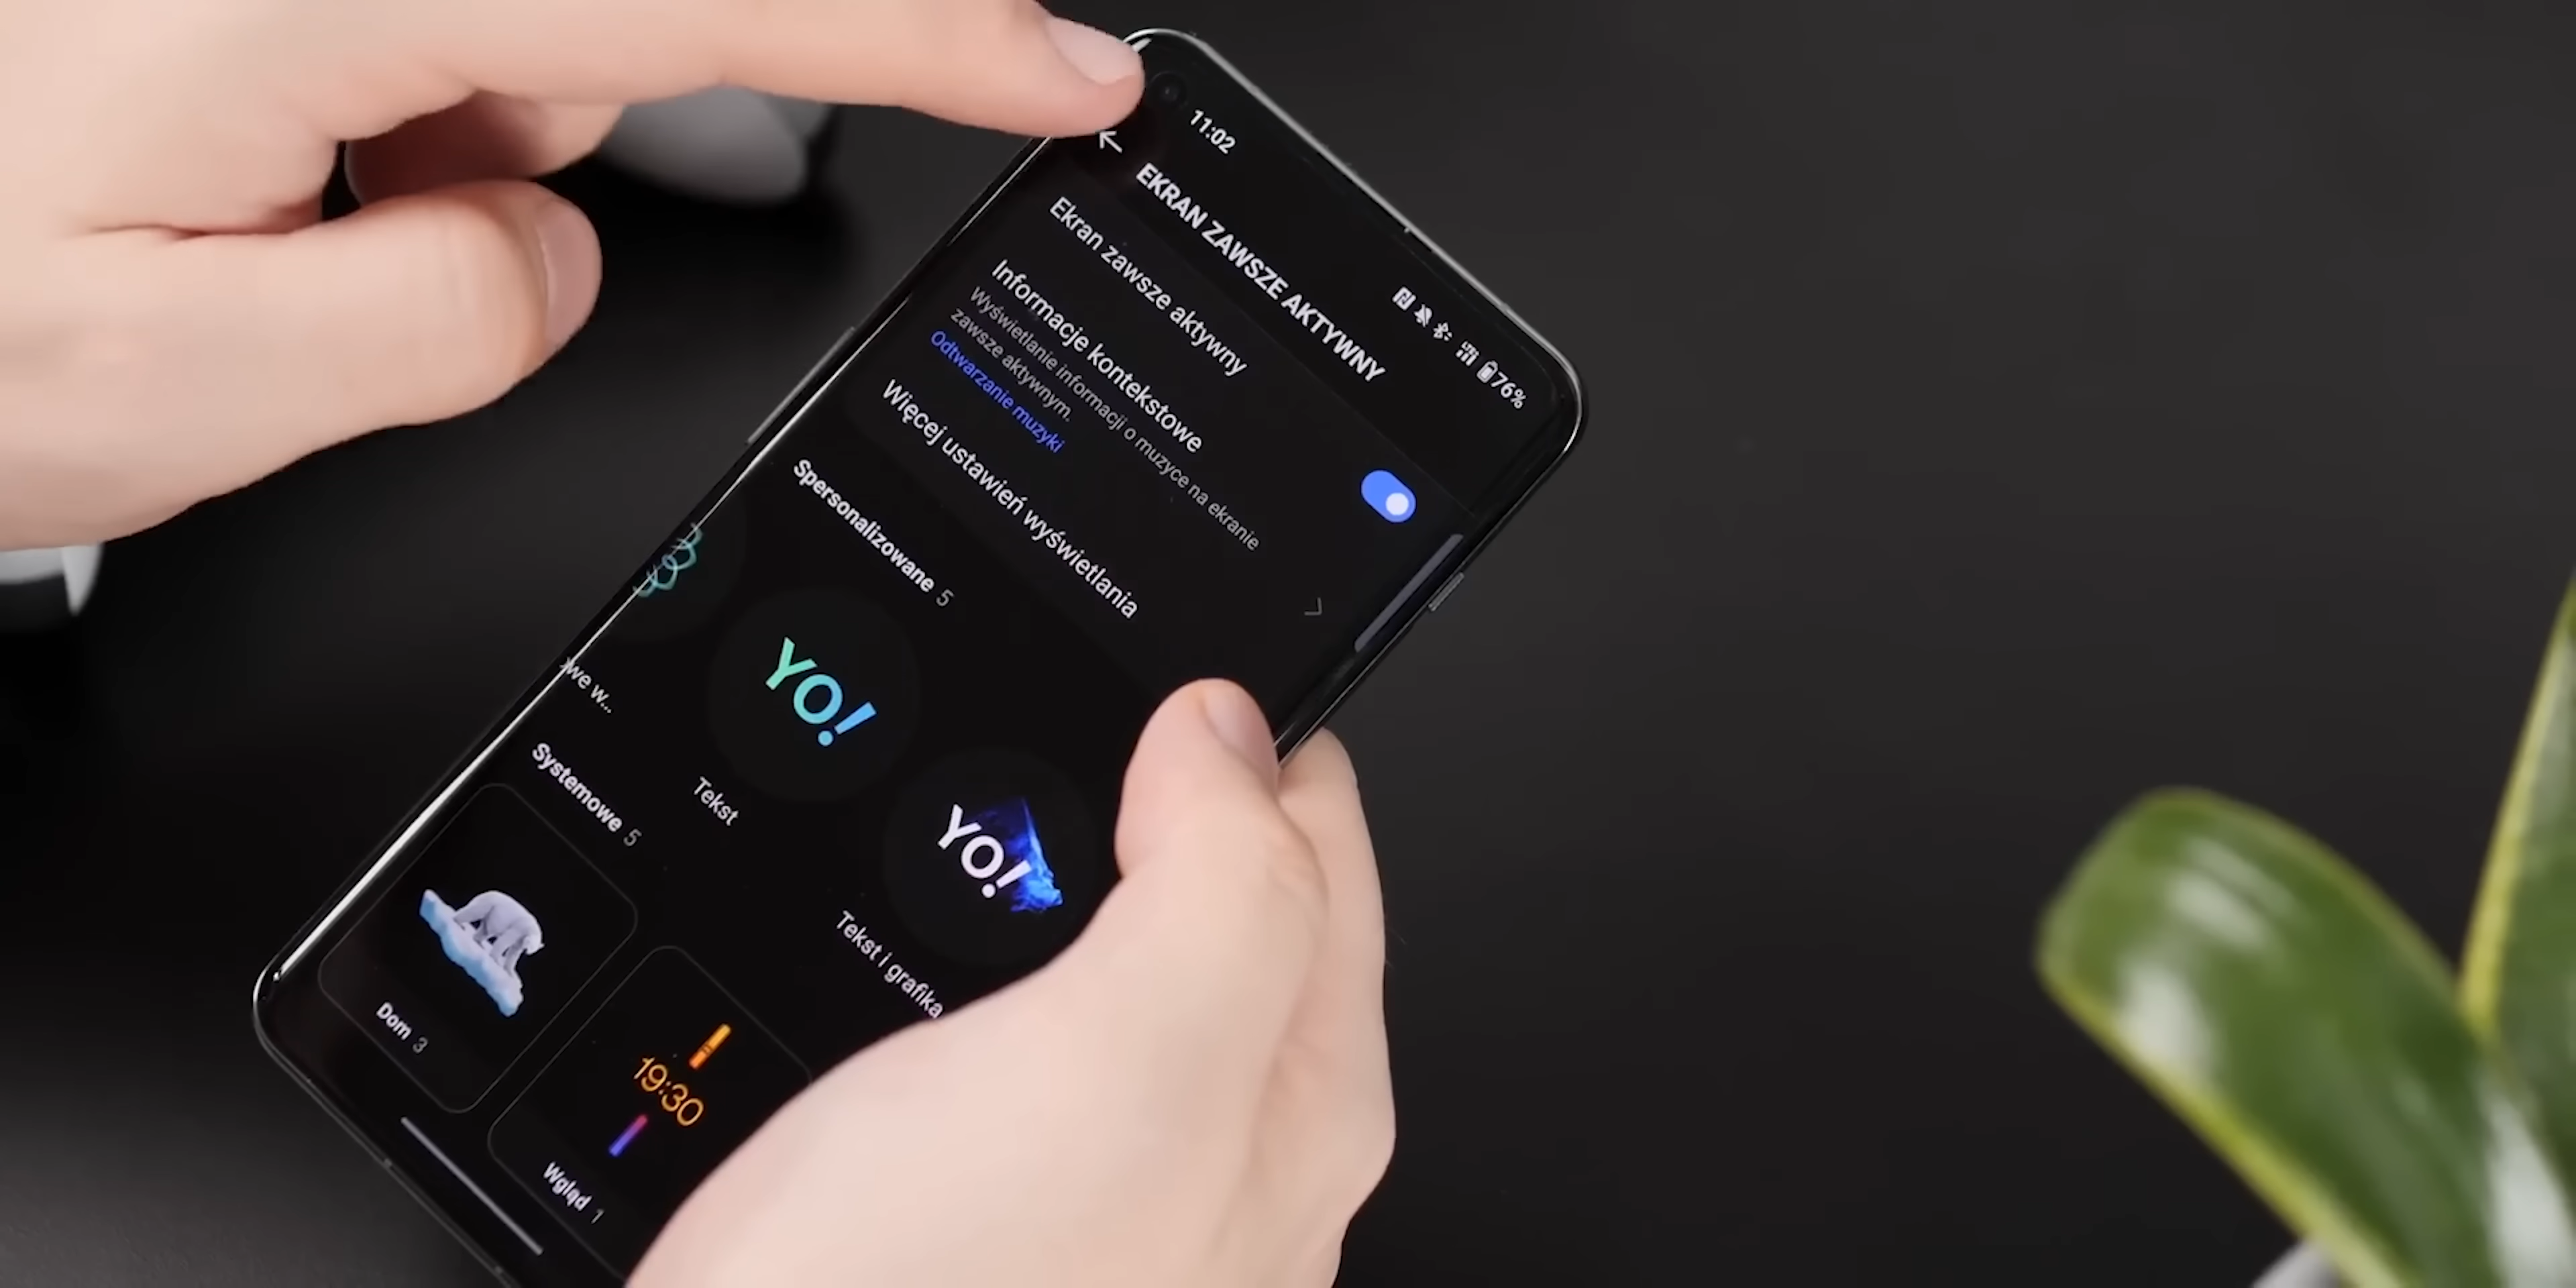 11:02
76%
EKRAN ZAWSZE AKTYWNY
Ekran zawsze aktywny
Informacje kontekstowe
Wyświetlanie informacji o muzyce na ekranie
zawsze aktywnym.
Odtwarzanie muzyki
Więcej ustawień wyświetlania
Spersonalizowane 5
YO!
YO!
we w...
Tekst
Tekst i grafika
Systemowe 5
19:30
Dom 3
Wgląd 1